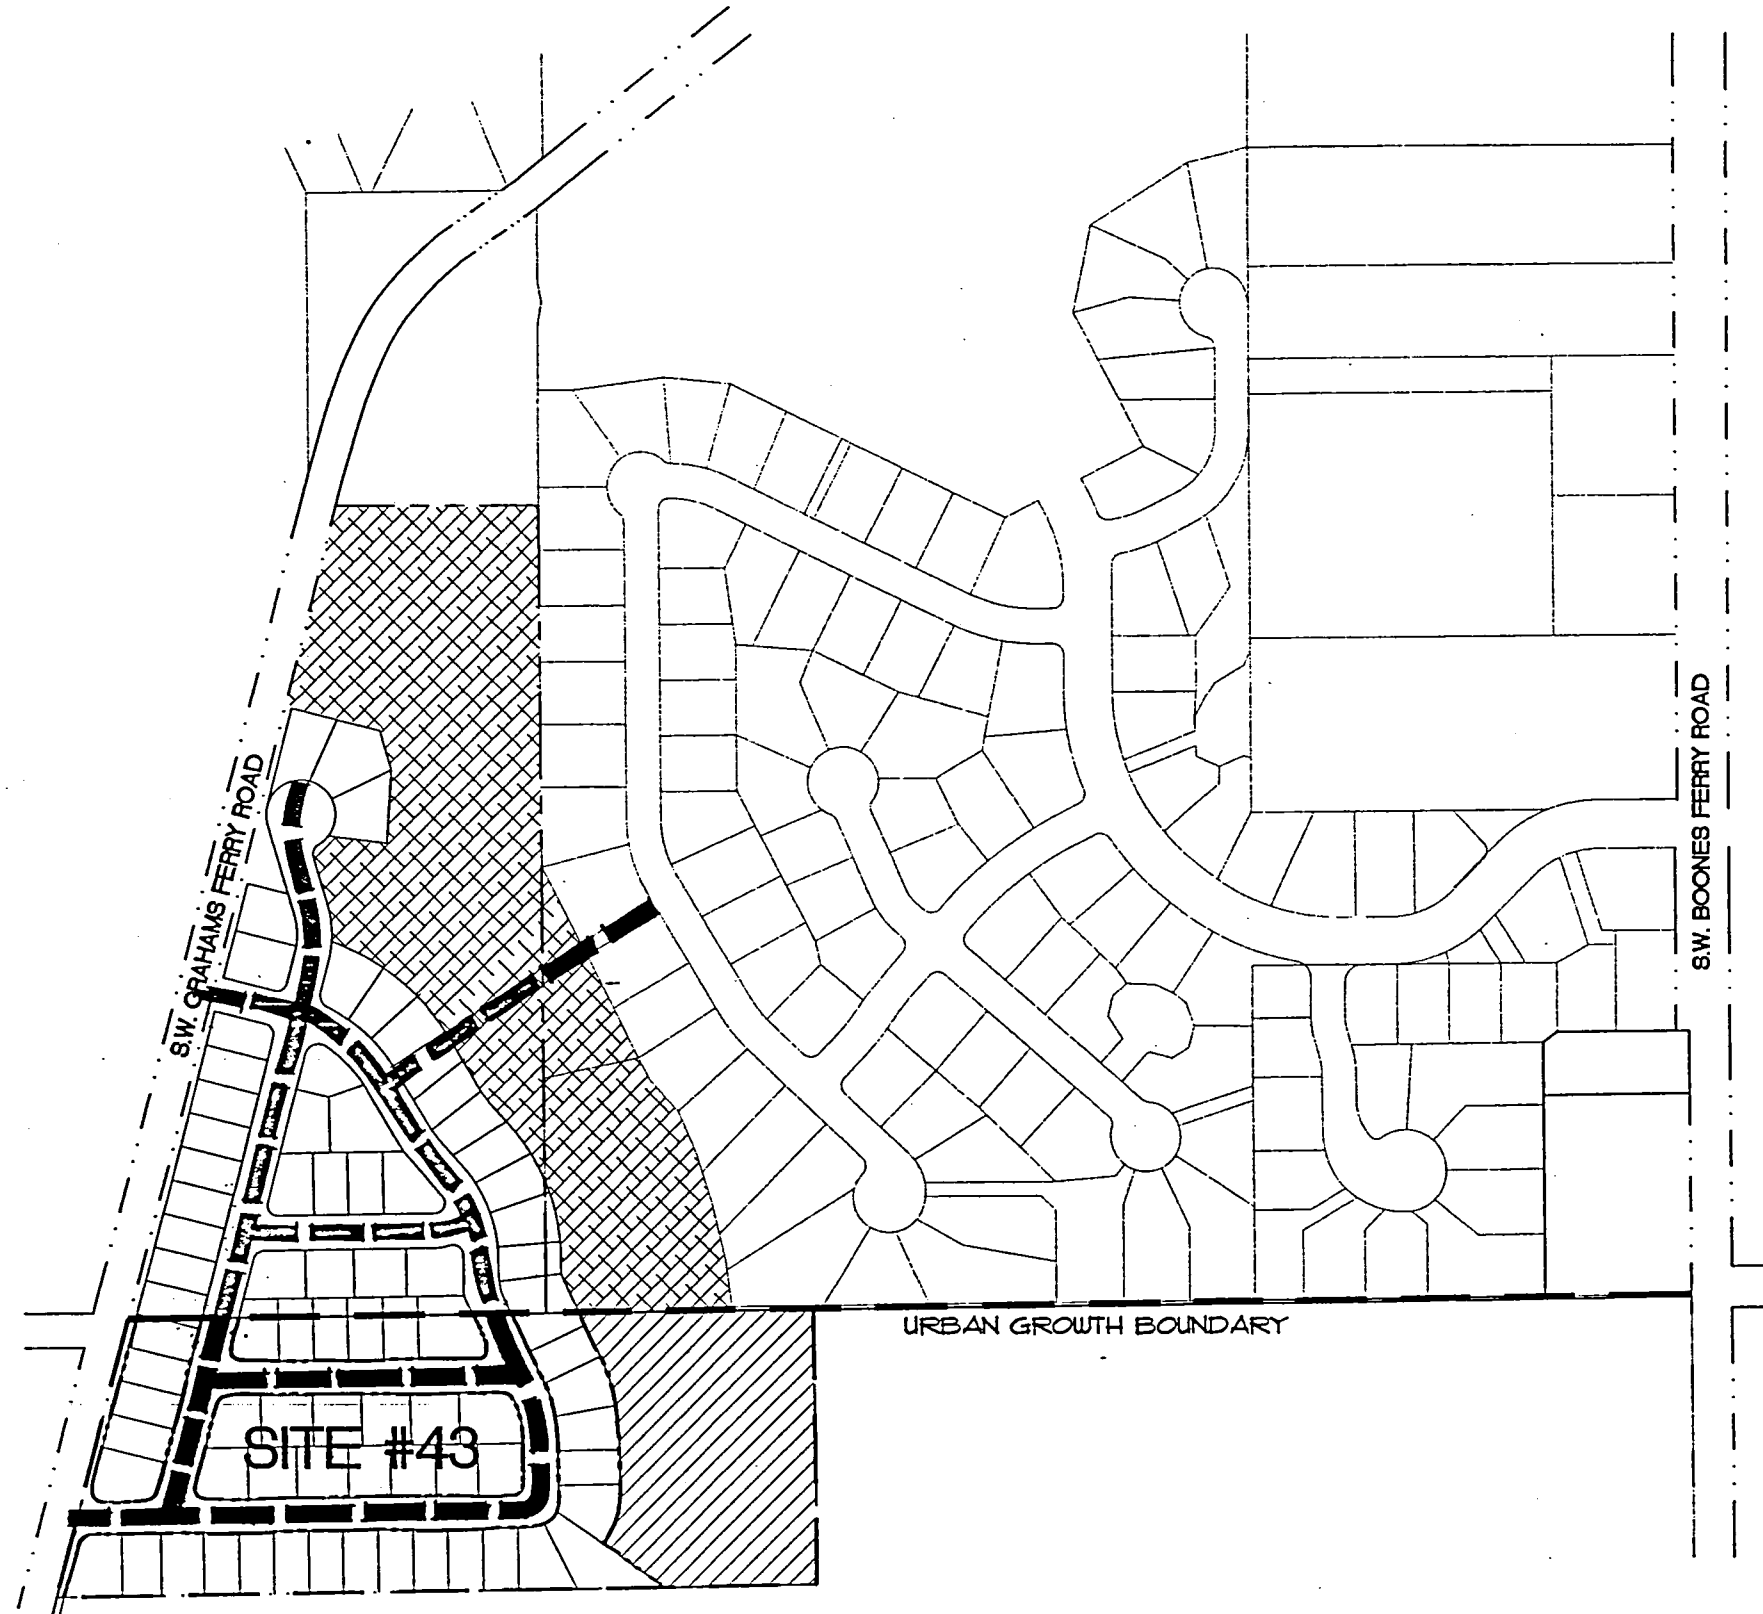 S.W. GRAHAMS FERRY ROAD
S.W. BOONES FERRY ROAD
URBAN GROWTH BOUNDARY
SITE #43